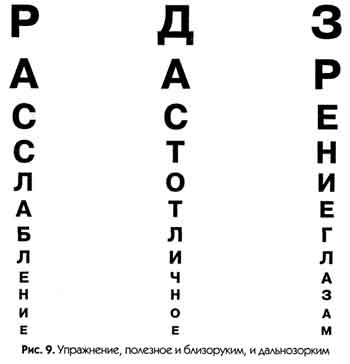 РАССЛАБЛЕНИЕ
ДАСТОТЛИЧНОЕ
ЗРЕНИЕГЛАЗАМ
Рис. 9. Упражнение, полезное и близоруким, и дальнозорким